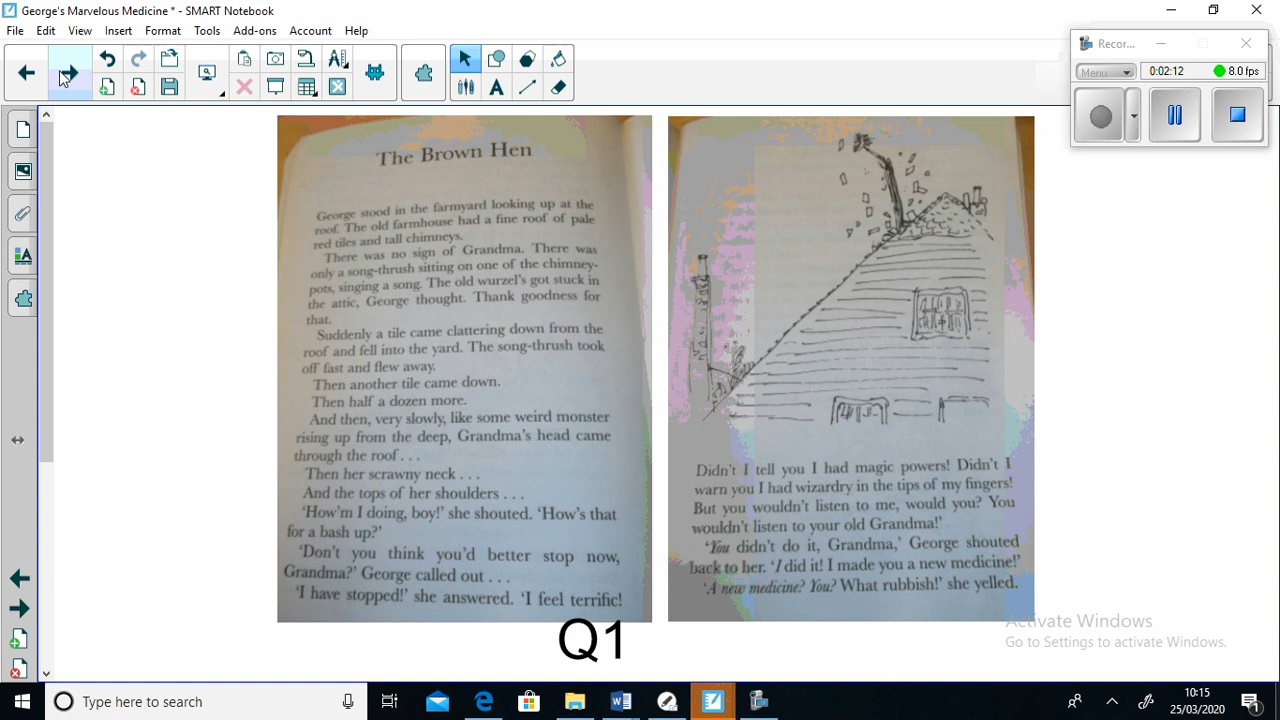 George's Marvelous Medicine * - SMART Notebook
File Edit View Insert Format Tools Add-ons Account Help
Recor...
Menu
0:02:12
8.0 fps
The Brown Hen
George stood in the farmyard looking up at the
roof. The old farmhouse had a fine roof of pale
red tiles and tall chimneys.
There was no sign of Grandma. There was
only a song-thrush sitting on one of the chimney-
pots, singing a song. The old wurzel's got stuck in
the attic, George thought. Thank goodness for
that.
Suddenly a tile came clattering down from the
roof and fell into the yard. The song-thrush took
off fast and flew away.
Then another tile came down.
Then half a dozen more.
And then, very slowly, like some weird monster
rising up from the deep, Grandma's head came
through the roof . . .
Then her scrawny neck . . .
And the tops of her shoulders . . .
'How'm I doing, boy!' she shouted. 'How's that
for a bash up?'
'Don't you think you'd better stop now,
Grandma?' George called out . . .
'I have stopped!' she answered. 'I feel terrific!
Didn't I tell you I had magic powers! Didn't I
warn you I had wizardry in the tips of my fingers!
But you wouldn't listen to me, would you? You
wouldn't listen to your old Grandma!'
'You didn't do it, Grandma,' George shouted
back to her. 'I did it! I made you a new medicine!'
'A new medicine? You? What rubbish!' she yelled.
Q1
Activate Windows
Go to Settings to activate Windows.
Type here to search
10:15
25/03/2020